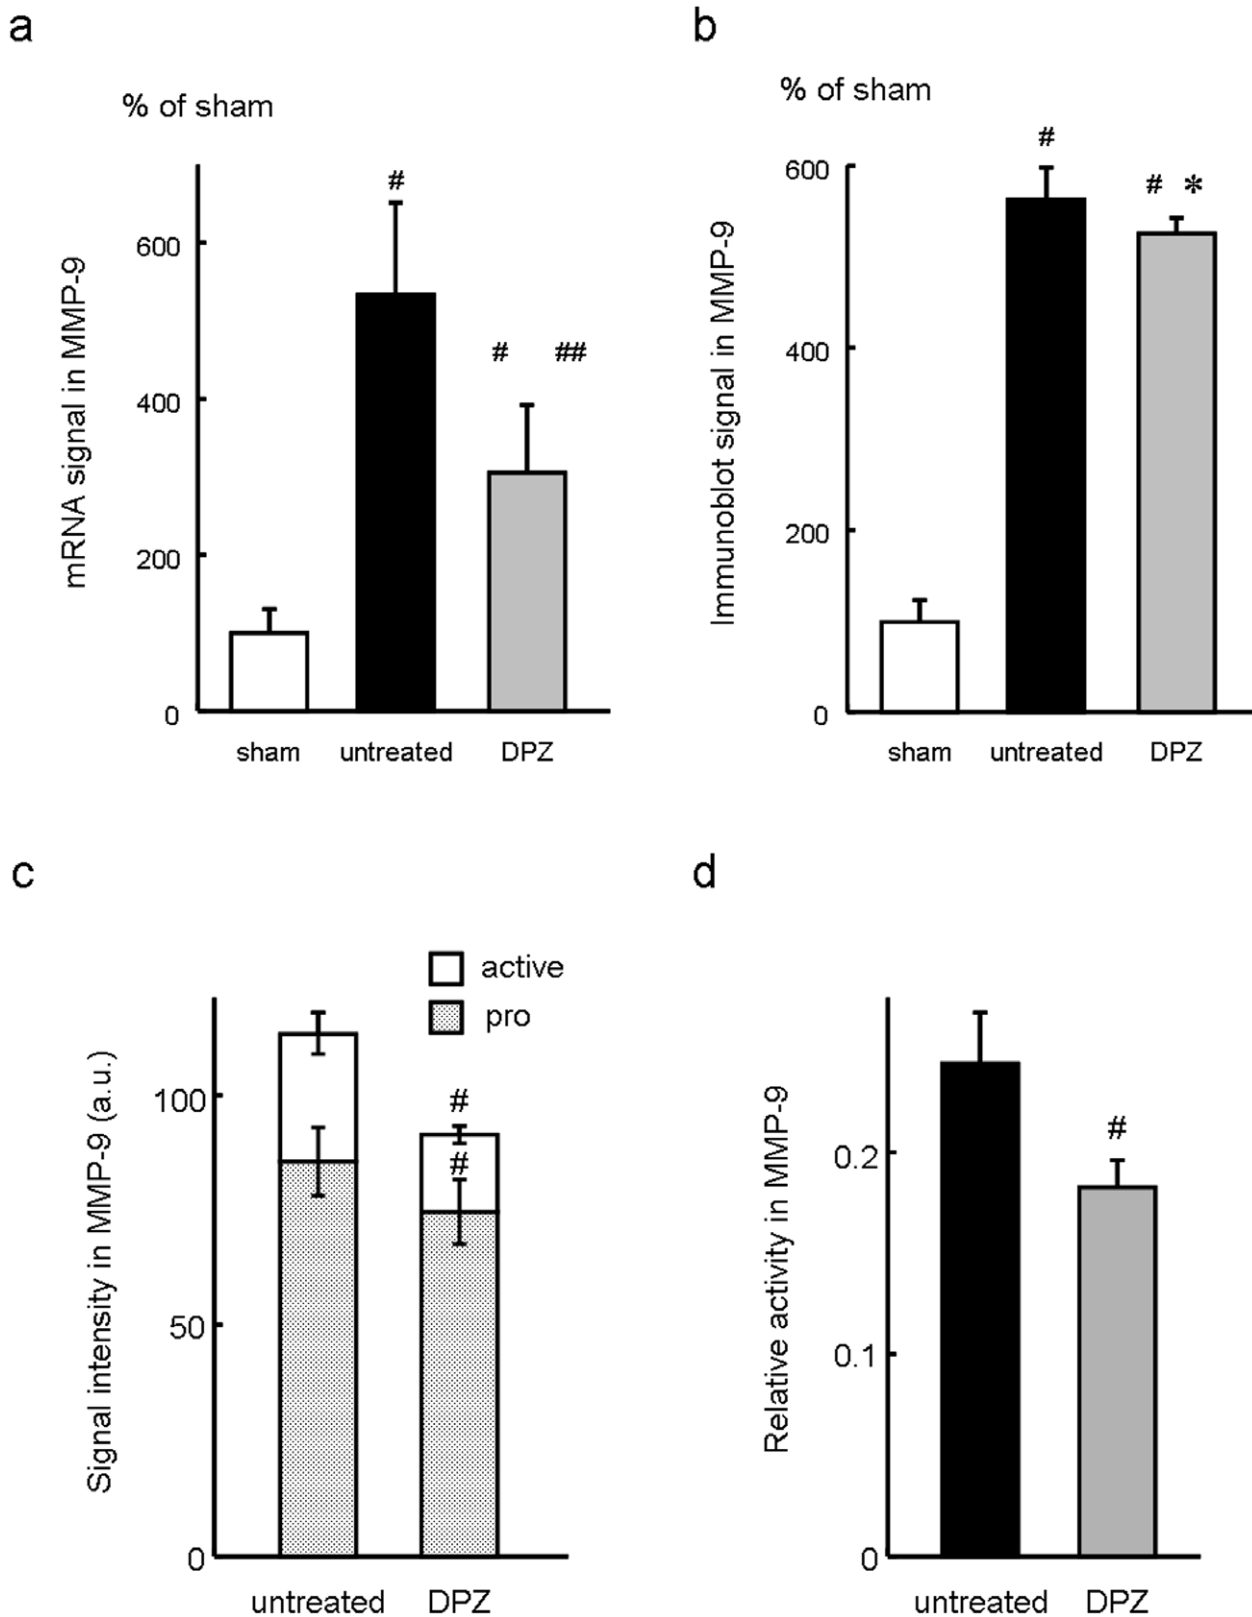 a
% of sham
mRNA signal in MMP-9
600
400
200
0
#
# ##
sham untreated DPZ
b
% of sham
Immunoblot signal in MMP-9
600
400
200
0
#
# *
sham untreated DPZ
c
active
pro
Signal intensity in MMP-9 (a.u.)
100
50
0
#
#
untreated DPZ
d
Relative activity in MMP-9
0.2
0.1
0
#
untreated DPZ